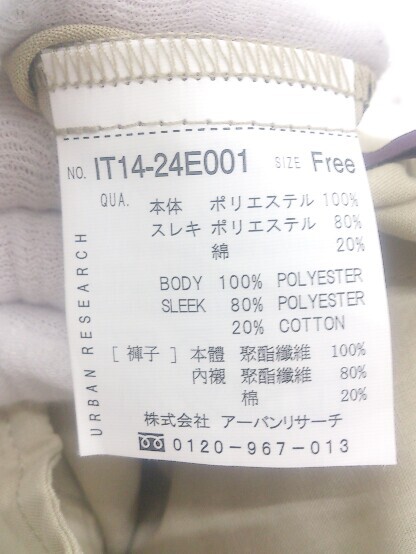 NO. IT14-24E001 SIZE Free
QUA. 本体 ポリエステル 100%
スレキ ポリエステル 80%
綿 20%
BODY 100% POLYESTER
SLEEK 80% POLYESTER
20% COTTON
[ 褲子 ] 本體 聚酯纖維 100%
內襯 聚酯纖維 80%
棉 20%
株式会社 アーバンリサーチ
0120-967-013
URBAN RESEARCH